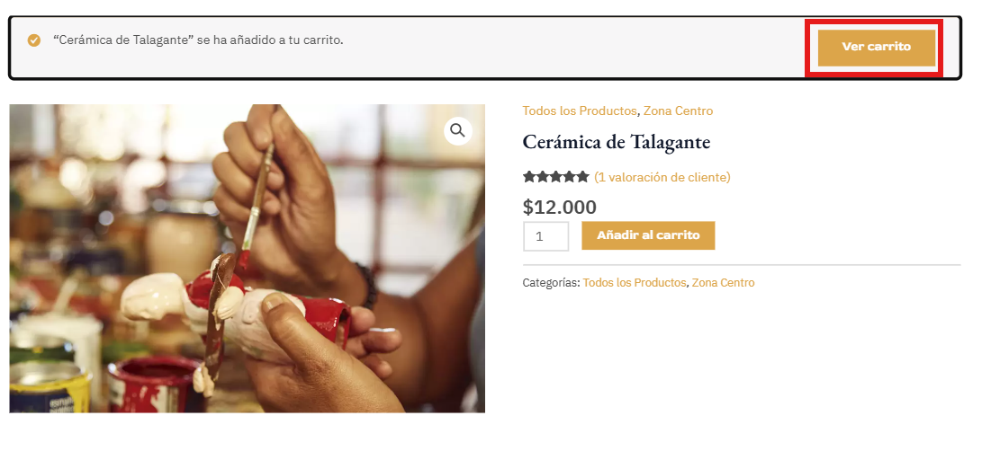 “Cerámica de Talagante” se ha añadido a tu carrito.
Ver carrito
Todos los Productos, Zona Centro
Cerámica de Talagante
(1 valoración de cliente)
$12.000
1
Añadir al carrito
Categorías: Todos los Productos, Zona Centro